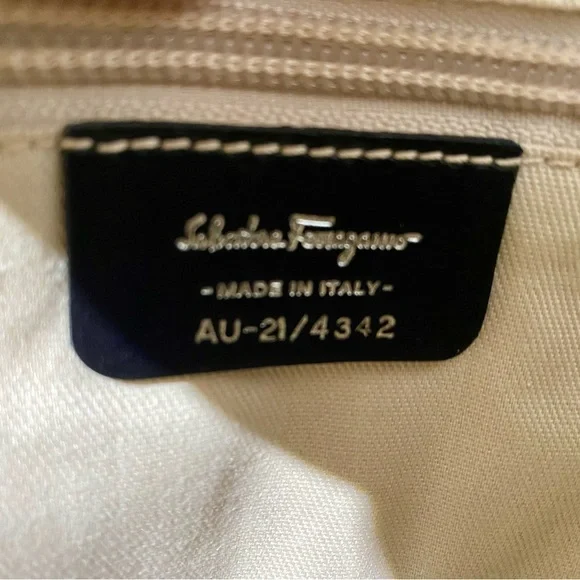 Salvatore Ferragamo
-MADE IN ITALY-
AU-21/4342